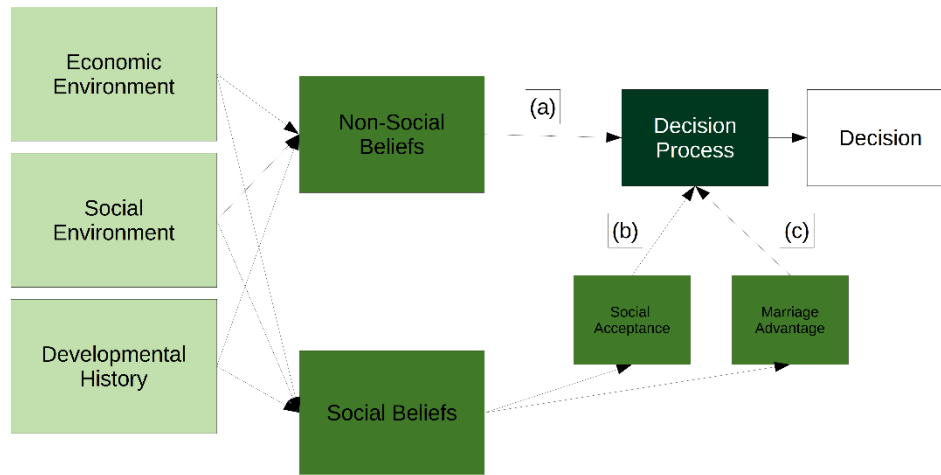 Economic
Environment
Social
Environment
Developmental
History
Non-Social
Beliefs
Social Beliefs
(a)
Decision
Process
Decision
(b)
(c)
Social
Acceptance
Marriage
Advantage